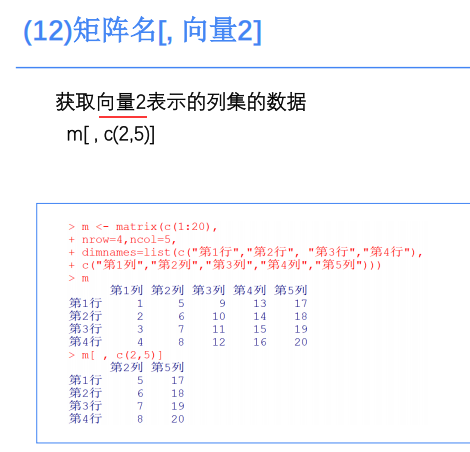 (12)矩阵名[, 向量2]
获取向量2表示的列集的数据
m[ , c(2,5)]
> m <- matrix(c(1:20),
+ nrow=4,ncol=5,
+ dimnames=list(c("第1行","第2行", "第3行","第4行"),
+ c("第1列","第2列","第3列","第4列","第5列")))
> m
第1列 第2列 第3列 第4列 第5列
第1行 1 5 9 13 17
第2行 2 6 10 14 18
第3行 3 7 11 15 19
第4行 4 8 12 16 20
> m[ , c(2,5)]
第2列 第5列
第1行 5 17
第2行 6 18
第3行 7 19
第4行 8 20